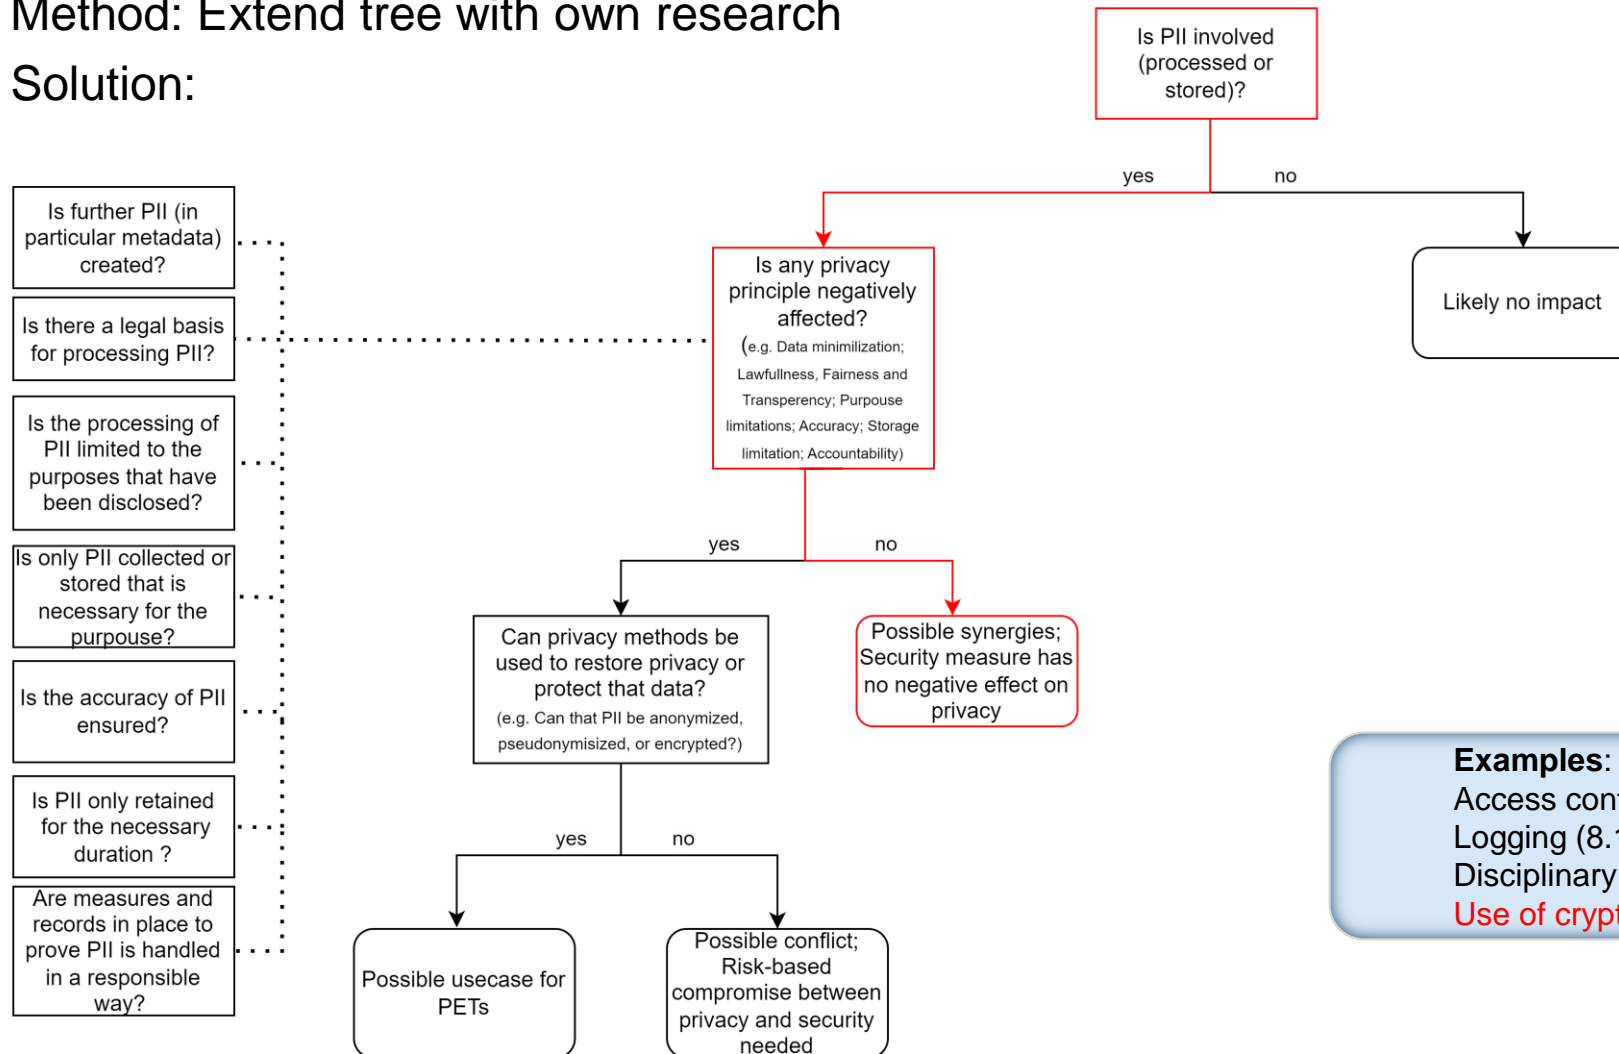 Method: Extend tree with own research
Solution:
Is PII involved
(processed or
stored)?
yes
no
Is further PII (in
particular metadata)
created?
Is there a legal basis
for processing PII?
Is the processing of
PII limited to the
purposes that have
been disclosed?
Is only PII collected or
stored that is
necessary for the
purpouse?
Is the accuracy of PII
ensured?
Is PII only retained
for the necessary
duration ?
Are measures and
records in place to
prove PII is handled
in a responsible
way?
Is any privacy
principle negatively
affected?
(e.g. Data minimilization;
Lawfullness, Fairness and
Transperency; Purpouse
limitations; Accuracy; Storage
limitation; Accountability)
Likely no impact
yes
no
Can privacy methods be
used to restore privacy or
protect that data?
(e.g. Can that PII be anonymized,
pseudonymisized, or encrypted?)
Possible synergies;
Security measure has
no negative effect on
privacy
yes
no
Possible usecase for
PETs
Possible conflict;
Risk-based
compromise between
privacy and security
needed
Examples:
Access
Logging (8.
Disciplinary
Use of